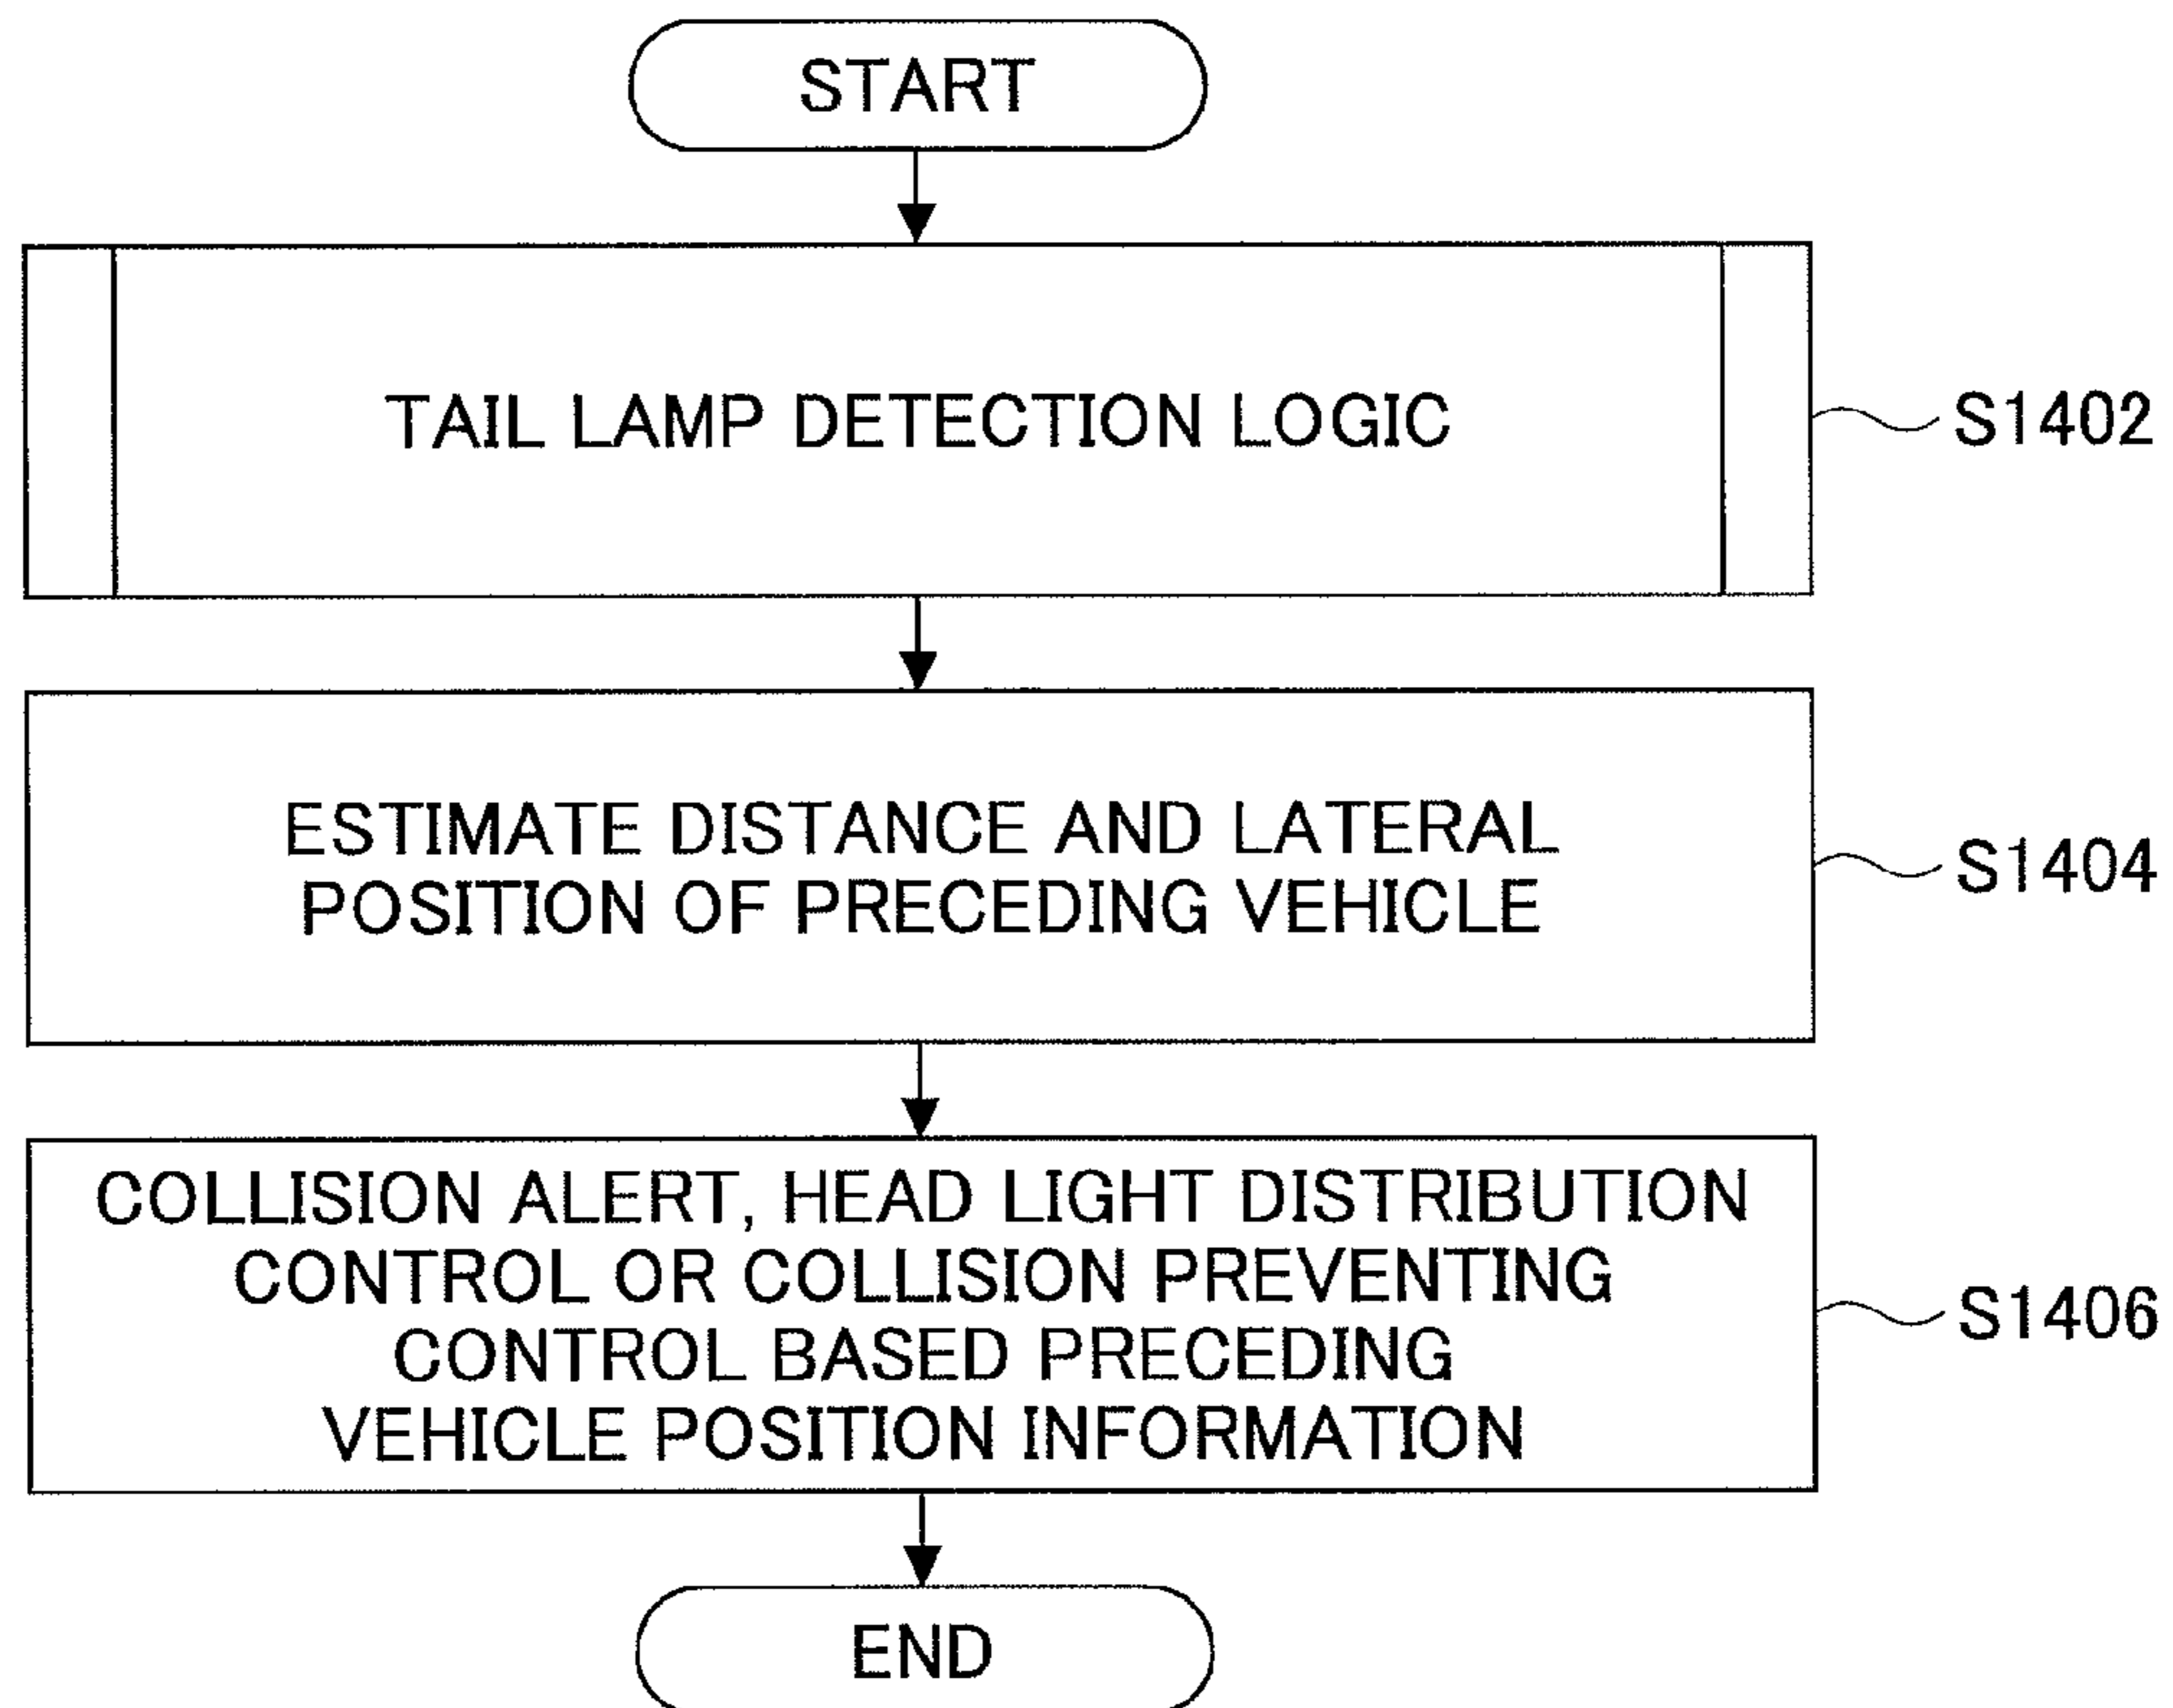 START
TAIL LAMP DETECTION LOGIC
S1402
ESTIMATE DISTANCE AND LATERAL
POSITION OF PRECEDING VEHICLE
S1404
COLLISION ALERT, HEAD LIGHT DISTRIBUTION
CONTROL OR COLLISION PREVENTING
CONTROL BASED PRECEDING
VEHICLE POSITION INFORMATION
S1406
END